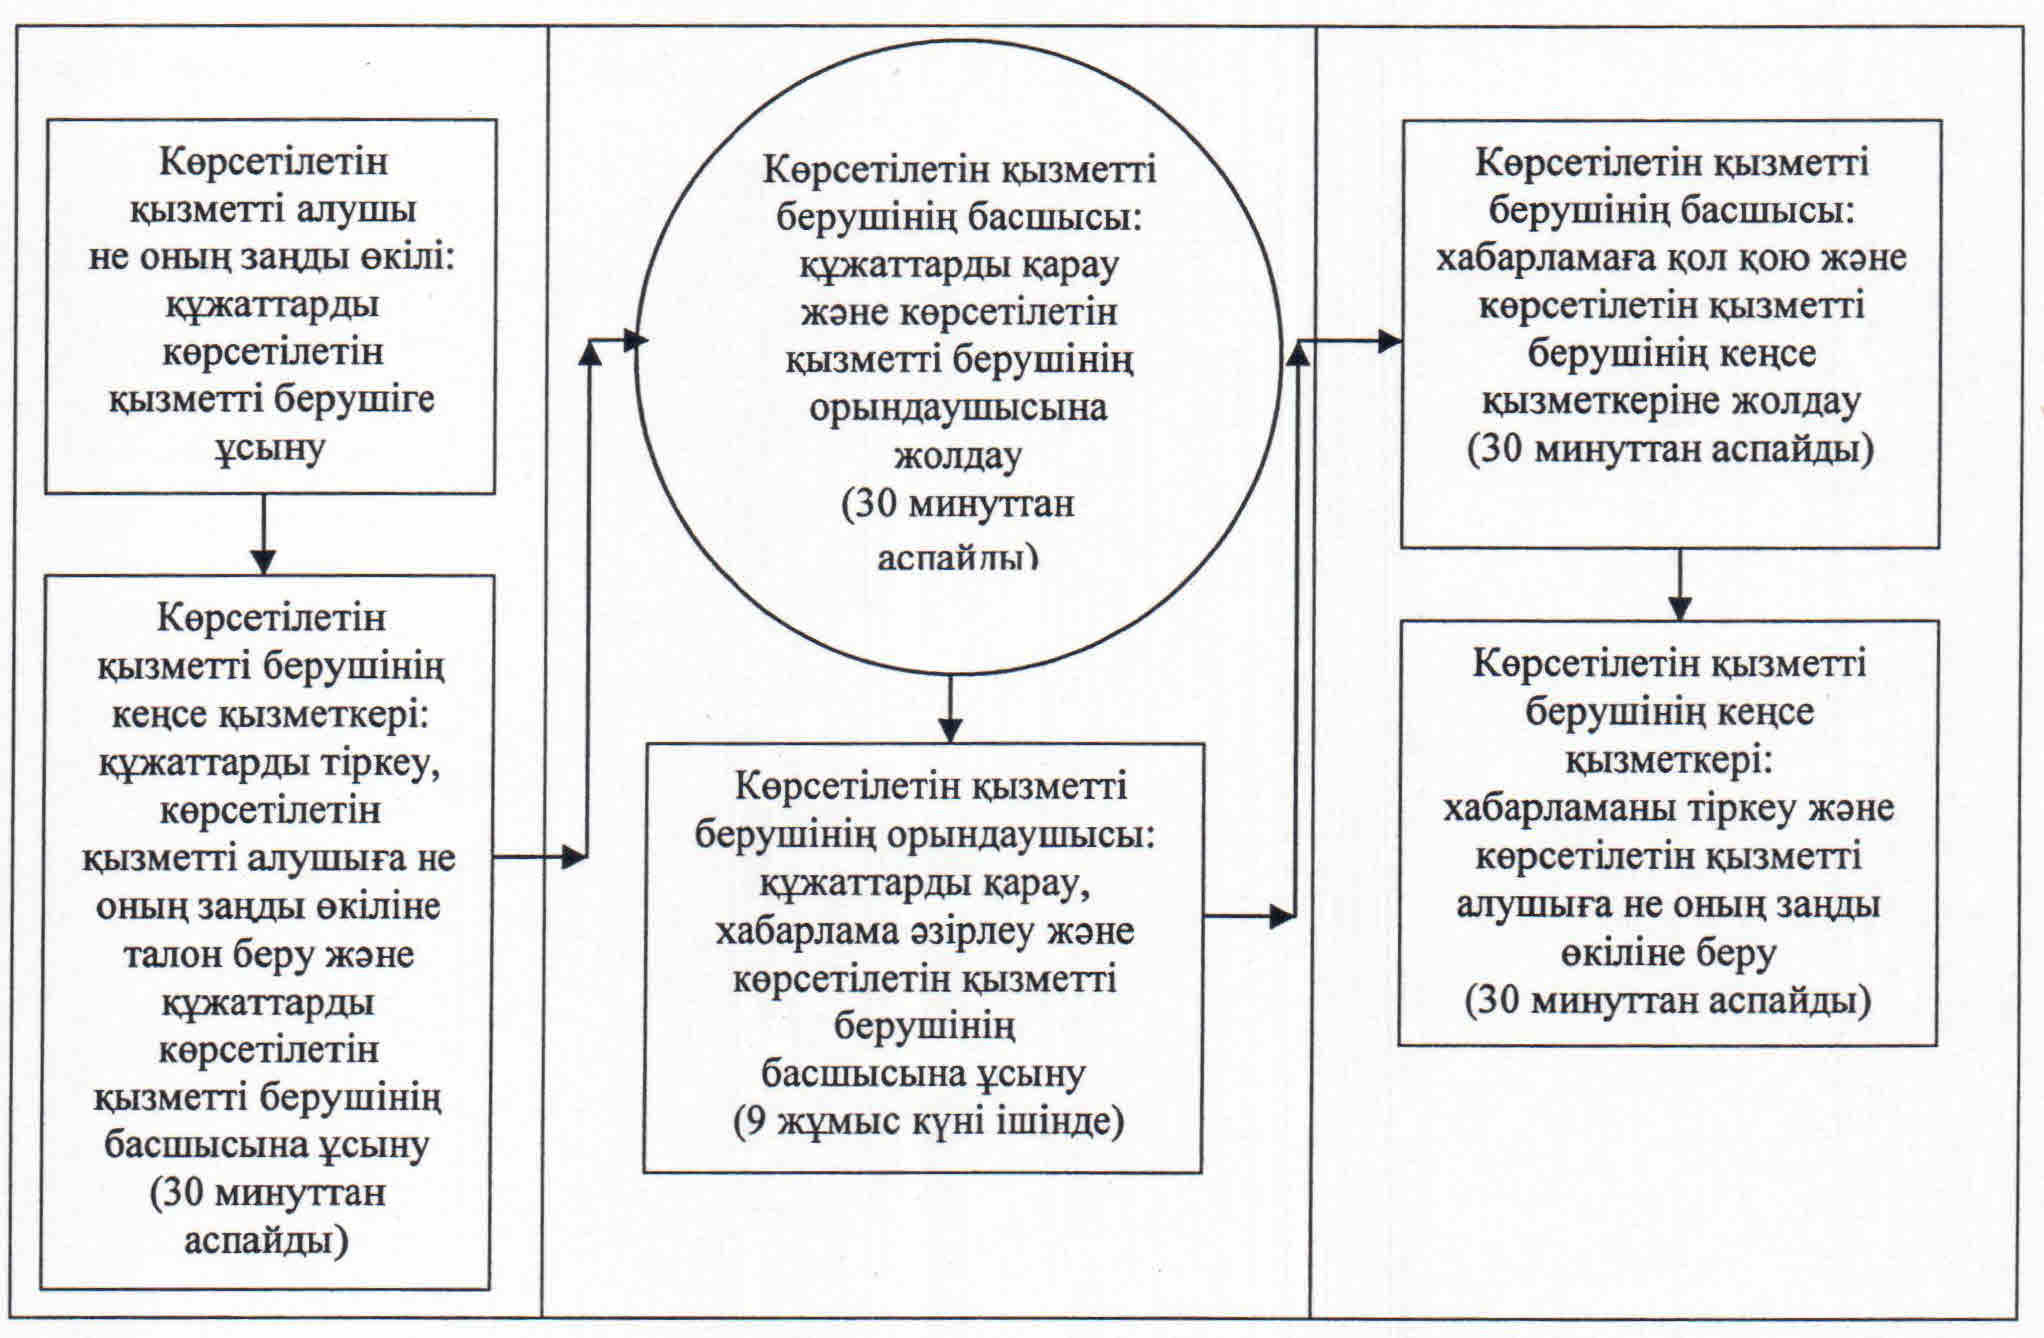 Көрсетілетін
қызметті алушы
не оның заңды өкілі:
құжаттарды
көрсетілетін
қызметті берушіге
ұсыну
Көрсетілетін
қызметті берушінің
кеңсе қызметкері:
құжаттарды тіркеу,
көрсетілетін
қызметті алушыға не
оның заңды өкіліне
талон беру және
құжаттарды
көрсетілетін
қызметті берушінің
басшысына ұсыну
(30 минуттан
аспайды)
Көрсетілетін қызметті
берушінің басшысы:
құжаттарды қарау
және көрсетілетін
қызметті берушінің
орындаушысына
жолдау
(30 минуттан
аспайды)
Көрсетілетін қызметті
берушінің орындаушысы:
құжаттарды қарау,
хабарлама әзірлеу және
көрсетілетін қызметті
берушінің
басшысына ұсыну
(9 жұмыс күні ішінде)
Көрсетілетін қызметті
берушінің басшысы:
хабарламаға қол қою және
көрсетілетін қызметті
берушінің кеңсе
қызметкеріне жолдау
(30 минуттан аспайды)
Көрсетілетін қызметті
берушінің кеңсе
қызметкері:
хабарламаны тіркеу және
көрсетілетін қызметті
алушыға не оның заңды
өкіліне беру
(30 минуттан аспайды)